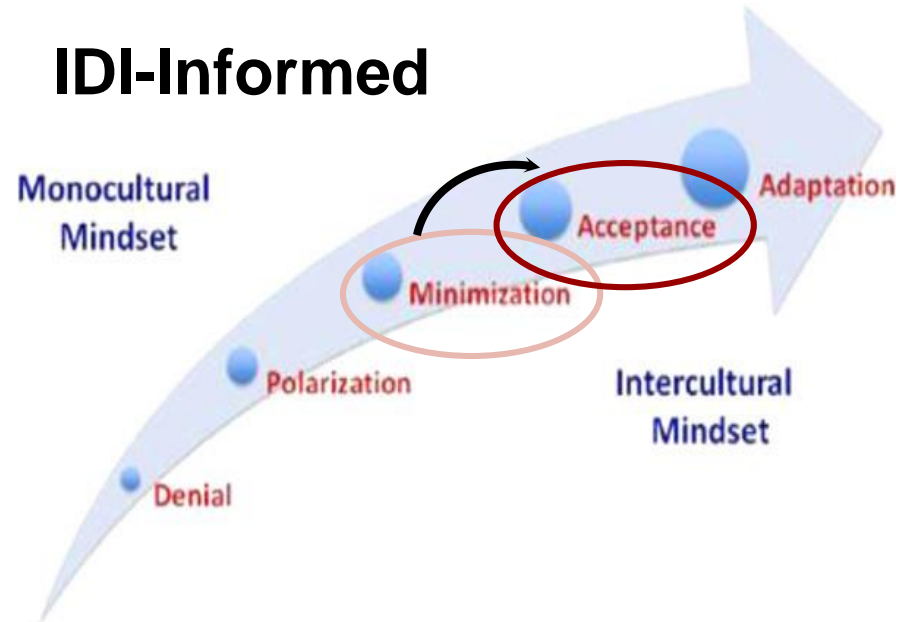 IDI-Informed
Monocultural
Mindset
Adaptation
Acceptance
Minimization
Polarization
Intercultural
Mindset
Denial